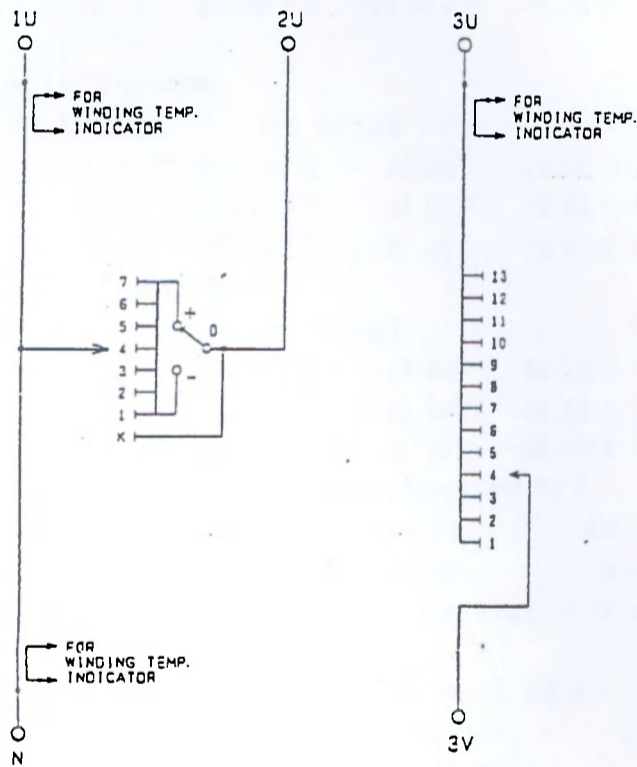 1U
2U
3U
FOR
WINDING TEMP.
INDICATOR
FOR
WINDING TEMP.
INDICATOR
7
6
5
4
3
2
1
K
+
0
-
13
12
11
10
9
8
7
6
5
4
3
2
1
FOR
WINDING TEMP.
INDICATOR
N
3V